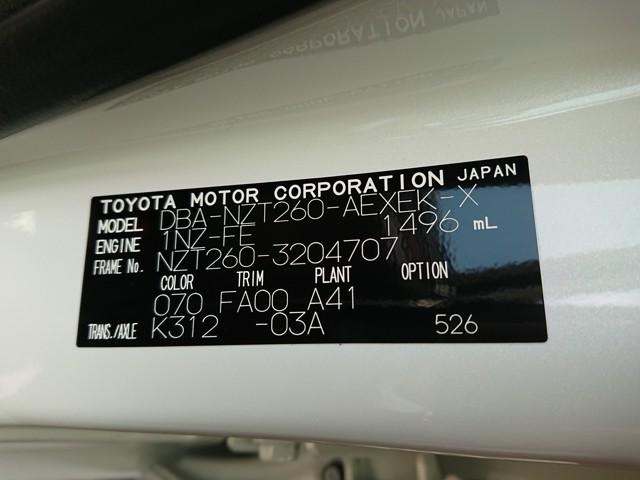 TOYOTA MOTOR CORPORATION JAPAN
MODEL DBA-NZT260-AEXEK-X
ENGINE 1NZ-FE 1496 mL
FRAME No. NZT260-3204707
COLOR TRIM PLANT OPTION
070 FA00 A41
TRANS./AXLE K312 -03A 526